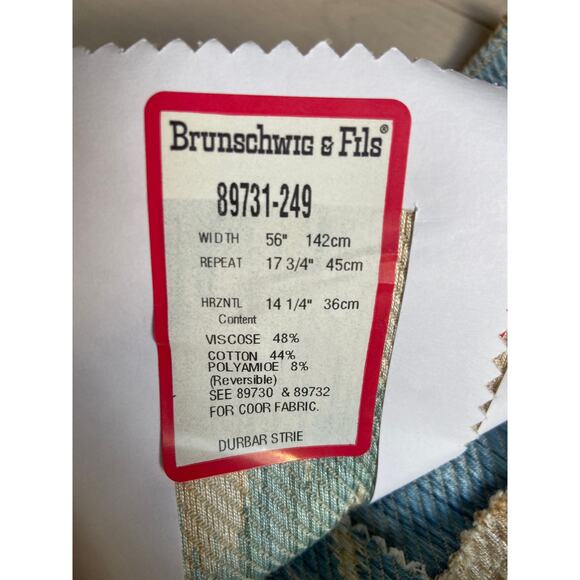 Brunschwig & Fils®
89731-249
WIDTH 56" 142cm
REPEAT 17 3/4" 45cm
HRZNTL 14 1/4" 36cm
Content
VISCOSE 48%
COTTON 44%
POLYAMIOE 8%
(Reversible)
SEE 89730 & 89732
FOR COOR FABRIC.
DURBAR STRIE